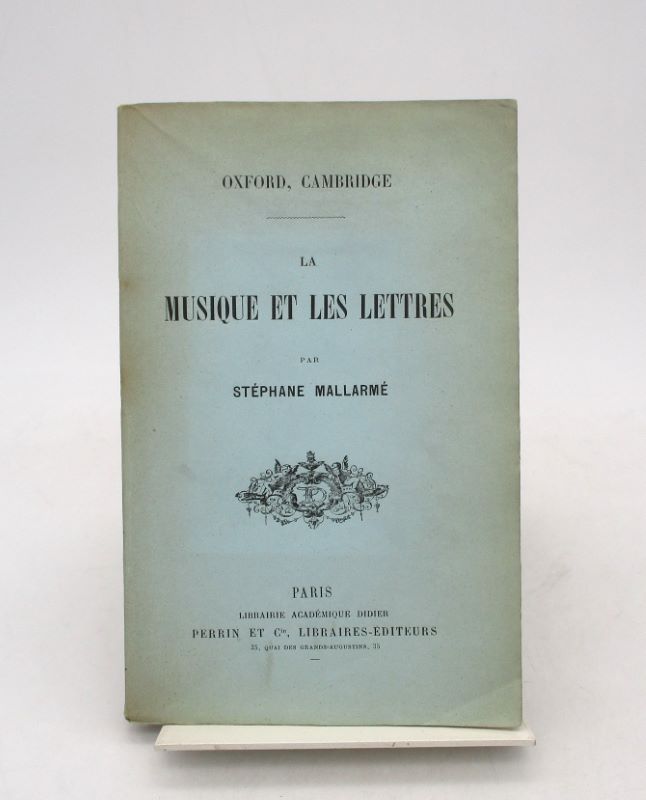 OXFORD, CAMBRIDGE
LA
MUSIQUE ET LES LETTRES
PAR
STÉPHANE MALLARMÉ
PARIS
LIBRAIRIE ACADÉMIQUE DIDIER
PERRIN ET Cie, LIBRAIRES-ÉDITEURS
35, QUAI DES GRANDS-AUGUSTINS, 35